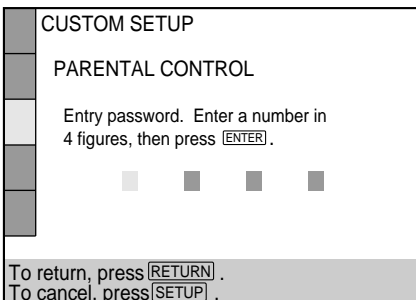 CUSTOM SETUP
PARENTAL CONTROL
Entry password. Enter a number in
4 figures, then press ENTER.
To return, press RETURN .
To cancel, press SETUP .